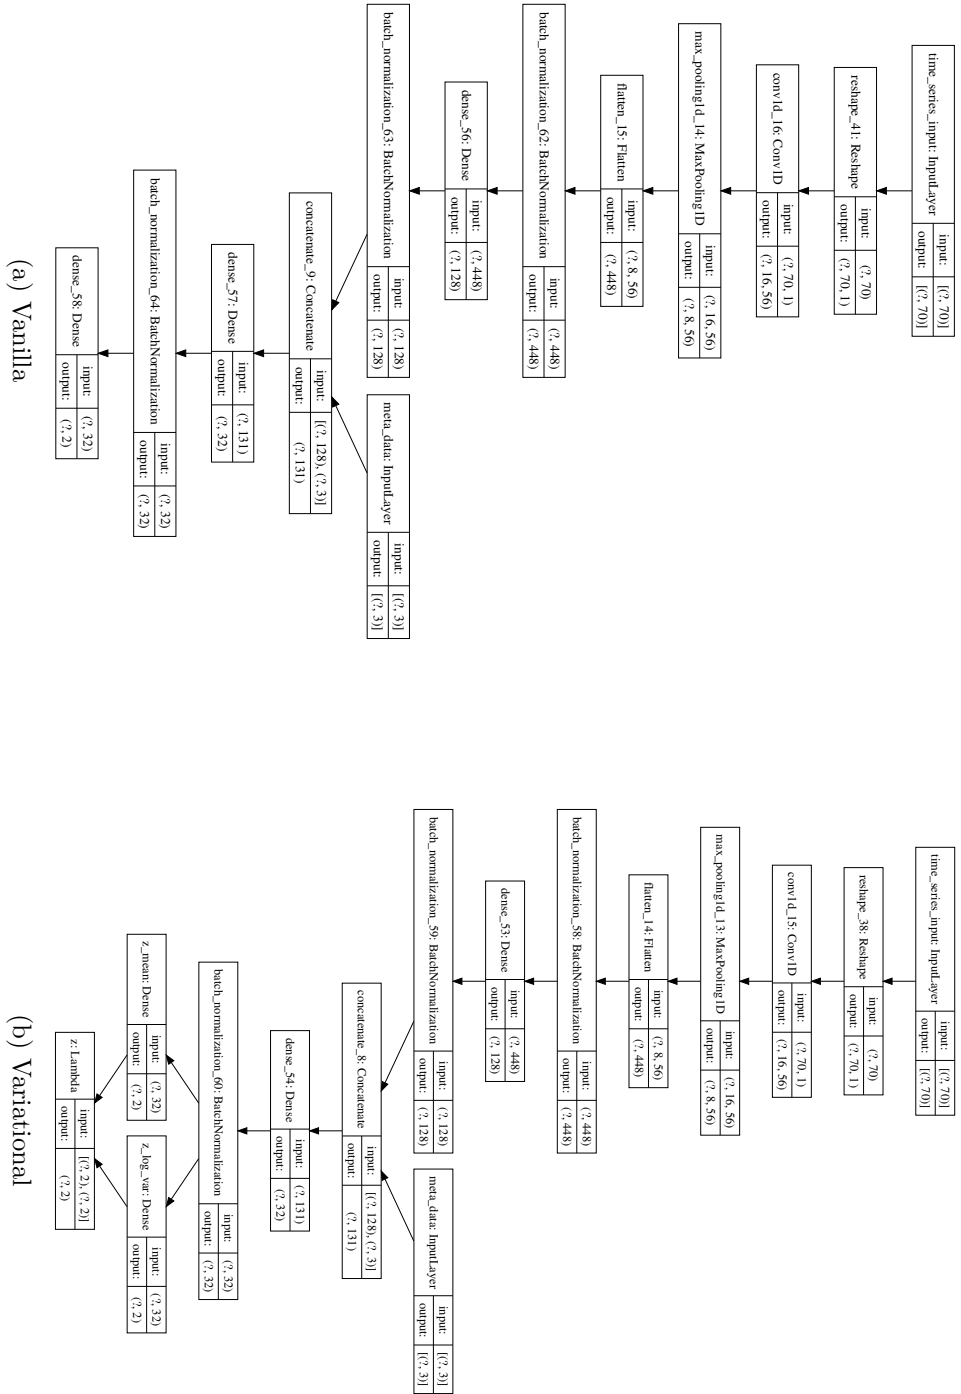 time_series_input: InputLayer
input: [(?, 70)]
output: [(?, 70)]
reshape_41: Reshape
input: (?, 70)
output: (?, 70, 1)
conv1d_16: Conv1D
input: (?, 70, 1)
output: (?, 16, 56)
max_pooling1d_14: MaxPooling1D
input: (?, 16, 56)
output: (?, 8, 56)
flatten_15: Flatten
input: (?, 8, 56)
output: (?, 448)
batch_normalization_62: BatchNormalization
input: (?, 448)
output: (?, 448)
dense_56: Dense
input: (?, 448)
output: (?, 128)
batch_normalization_63: BatchNormalization
input: (?, 128)
output: (?, 128)
meta_data: InputLayer
input: [(?, 3)]
output: [(?, 3)]
concatenate_9: Concatenate
input: [(?, 128), (?, 3)]
output: (?, 131)
dense_57: Dense
input: (?, 131)
output: (?, 32)
batch_normalization_64: BatchNormalization
input: (?, 32)
output: (?, 32)
dense_58: Dense
input: (?, 32)
output: (?, 2)
(a) Vanilla
time_series_input: InputLayer
input: [(?, 70)]
output: [(?, 70)]
reshape_38: Reshape
input: (?, 70)
output: (?, 70, 1)
conv1d_15: Conv1D
input: (?, 70, 1)
output: (?, 16, 56)
max_pooling1d_13: MaxPooling1D
input: (?, 16, 56)
output: (?, 8, 56)
flatten_14: Flatten
input: (?, 8, 56)
output: (?, 448)
batch_normalization_58: BatchNormalization
input: (?, 448)
output: (?, 448)
dense_53: Dense
input: (?, 448)
output: (?, 128)
batch_normalization_59: BatchNormalization
input: (?, 128)
output: (?, 128)
meta_data: InputLayer
input: [(?, 3)]
output: [(?, 3)]
concatenate_8: Concatenate
input: [(?, 128), (?, 3)]
output: (?, 131)
dense_54: Dense
input: (?, 131)
output: (?, 32)
batch_normalization_60: BatchNormalization
input: (?, 32)
output: (?, 32)
z_mean: Dense
input: (?, 32)
output: (?, 2)
z_log_var: Dense
input: (?, 32)
output: (?, 2)
z: Lambda
input: [(?, 2), (?, 2)]
output: (?, 2)
(b) Variational